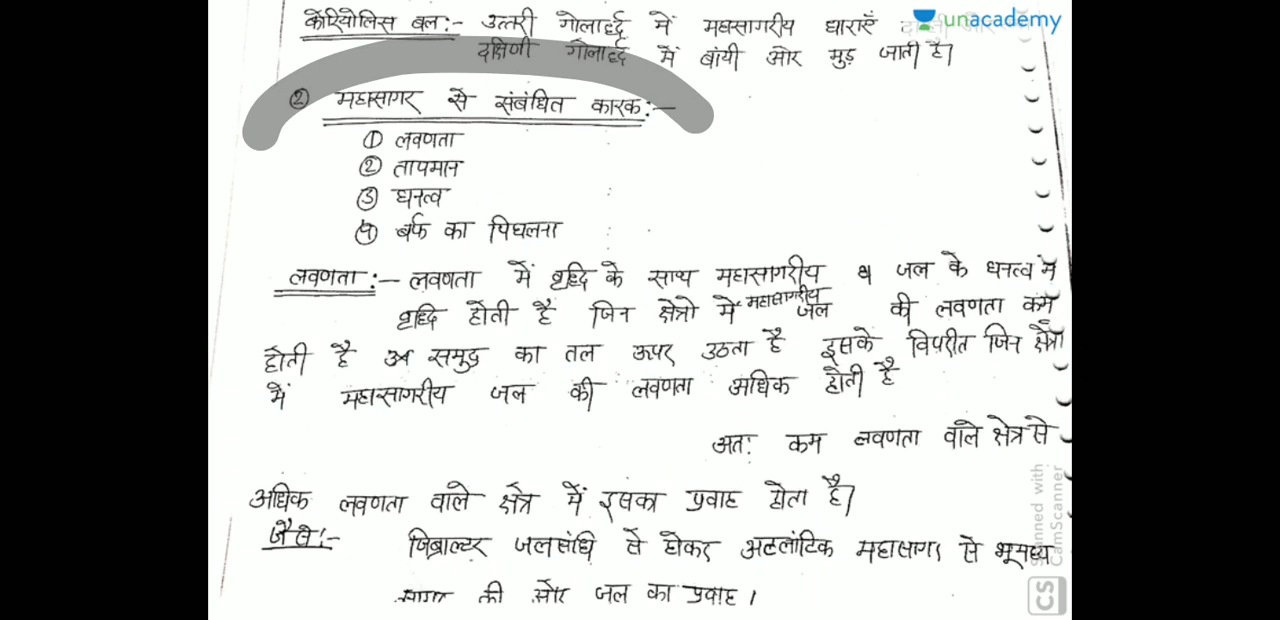 कोरियोलिस बल:- उत्तरी गोलार्द्ध में महासागरीय धाराएँ
unacademy
दक्षिणी गोलार्द्ध में बांयी ओर मुड़ जाती है।
② महासागर से संबंधित कारक:-
① लवणता
② तापमान
③ घनत्व
④ बर्फ का पिघलना
लवणता:- लवणता में वृद्धि के साथ महासागरीय जल के घनत्व में
वृद्धि होती है जिन क्षेत्रो में महासागरीय जल की लवणता कम
होती है समुद्र का तल ऊपर उठता है इसके विपरीत जिन क्षेत्रो
में महासागरीय जल की लवणता अधिक होती है
अत: कम लवणता वाले क्षेत्र से
अधिक लवणता वाले क्षेत्र में इसका प्रवाह होता है।
जैसे:- जिब्राल्टर जलसंधि से होकर अटलांटिक महासागर से भूमध्य
सागर की ओर जल का प्रवाह।
Scanned with
CamScanner
CS